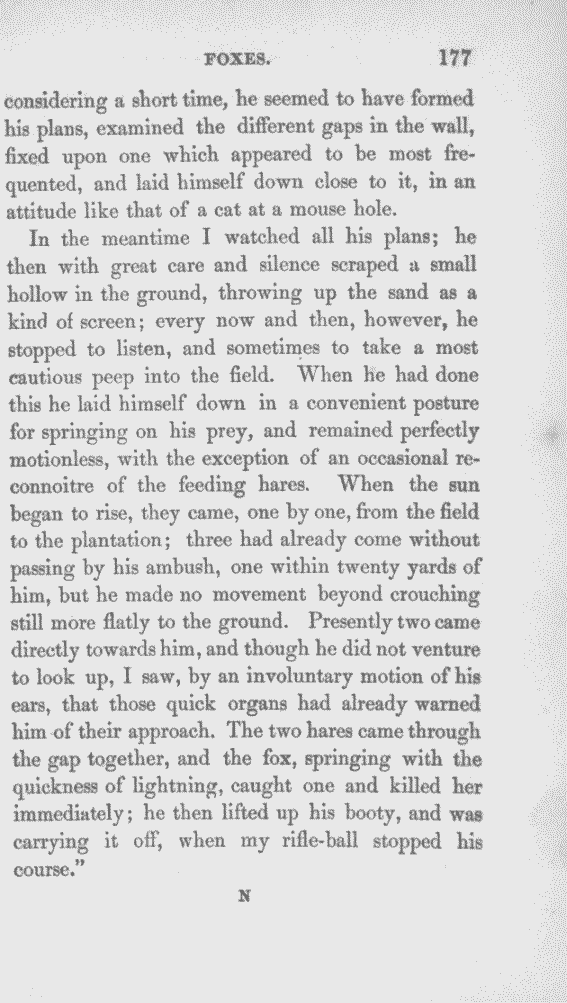 FOXES. 177
considering a short time, he seemed to have formed
his plans, examined the different gaps in the wall,
fixed upon one which appeared to be most fre-
quented, and laid himself down close to it, in an
attitude like that of a cat at a mouse hole.
In the meantime I watched all his plans; he
then with great care and silence scraped a small
hollow in the ground, throwing up the sand as a
kind of screen; every now and then, however, he
stopped to listen, and sometimes to take a most
cautious peep into the field. When he had done
this he laid himself down in a convenient posture
for springing on his prey, and remained perfectly
motionless, with the exception of an occasional re-
connoitre of the feeding hares. When the sun
began to rise, they came, one by one, from the field
to the plantation; three had already come without
passing by his ambush, one within twenty yards of
him, but he made no movement beyond crouching
still more flatly to the ground. Presently two came
directly towards him, and though he did not venture
to look up, I saw, by an involuntary motion of his
ears, that those quick organs had already warned
him of their approach. The two hares came through
the gap together, and the fox, springing with the
quickness of lightning, caught one and killed her
immediately; he then lifted up his booty, and was
carrying it off, when my rifle-ball stopped his
course."
N